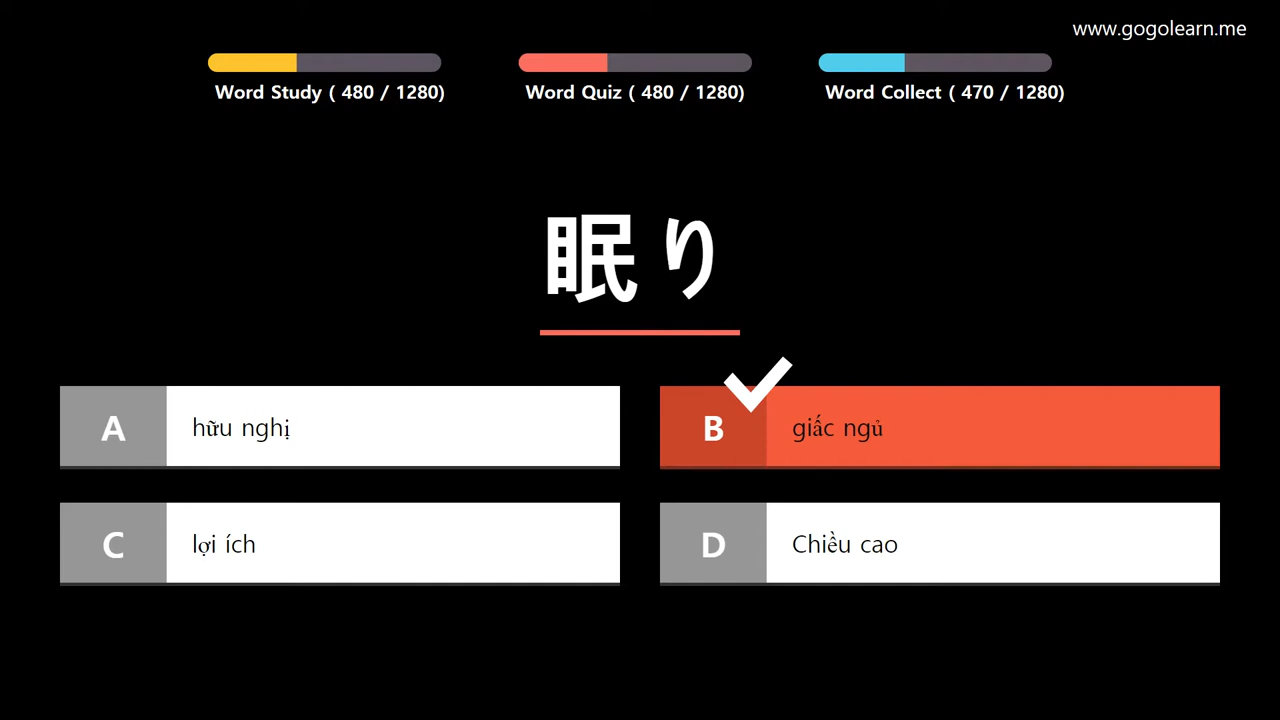 www.gogolearn.me
Word Study ( 480 / 1280)
Word Quiz ( 480 / 1280)
Word Collect ( 470 / 1280)
眠り
A hữu nghị
B giấc ngủ
C lợi ích
D Chiều cao